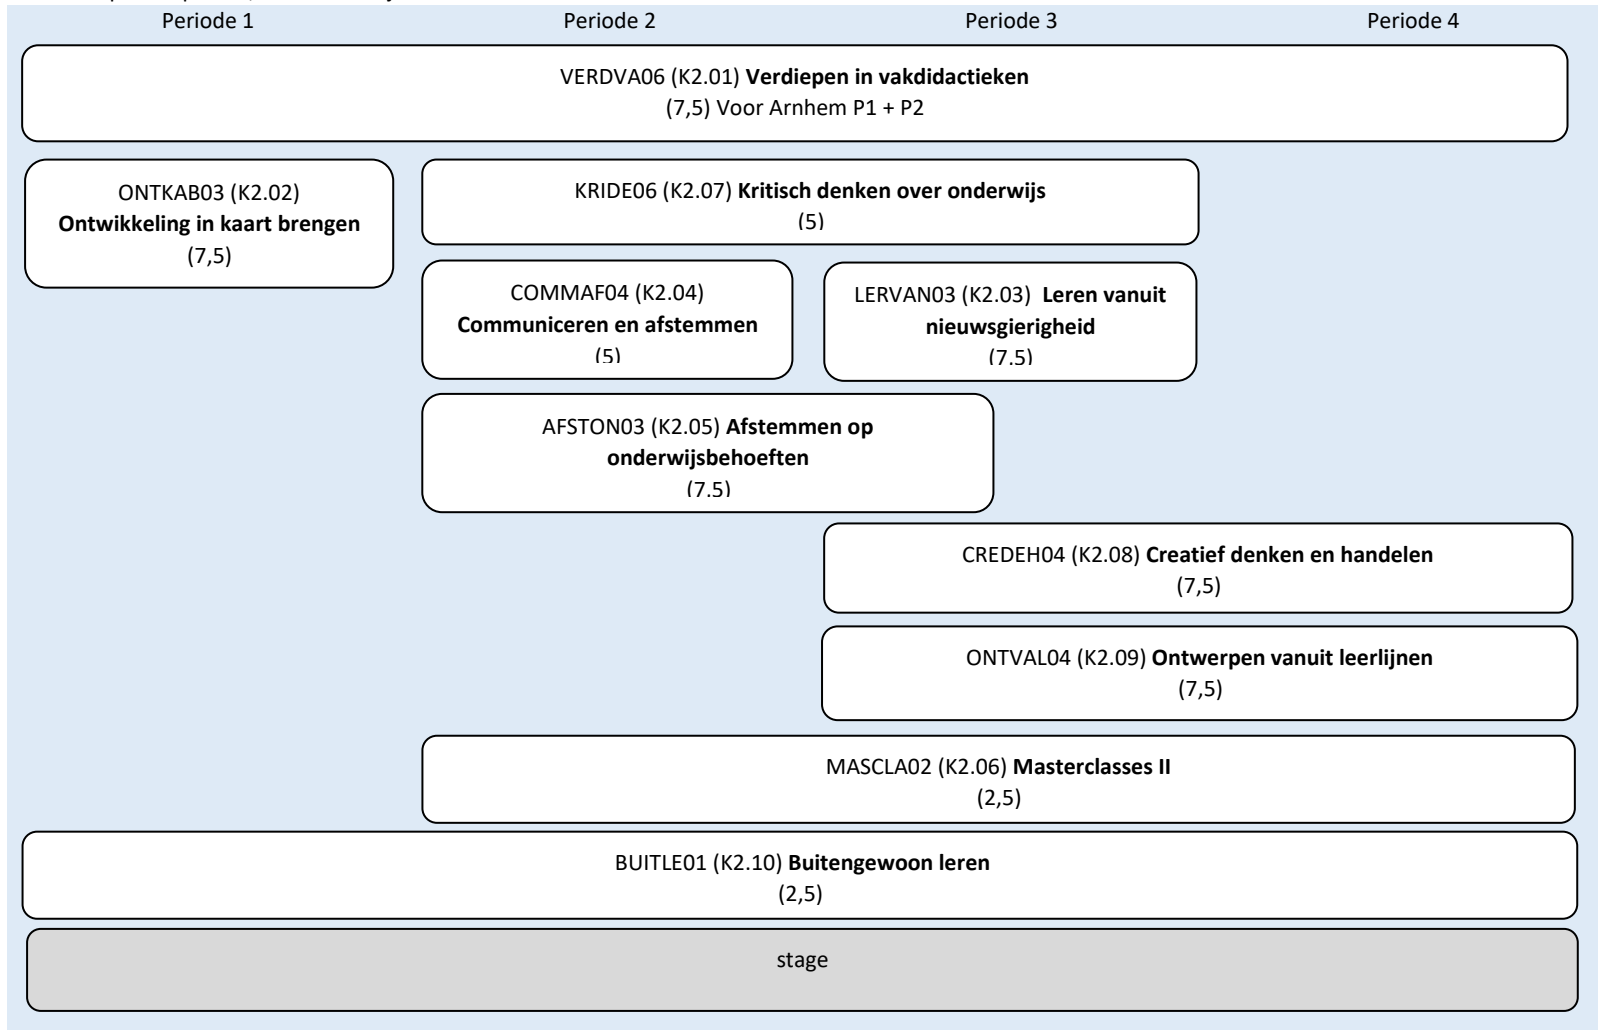 Periode 1 Periode 2 Periode 3 Periode 4
VERDVA06 (K2.01) Verdiepen in vakdidactieken
(7,5) Voor Arnhem P1 + P2
ONTKAB03 (K2.02)
Ontwikkeling in kaart brengen
(7,5)
KRIDE06 (K2.07) Kritisch denken over onderwijs
(5)
COMMAF04 (K2.04)
Communiceren en afstemmen
(5)
LERVAN03 (K2.03) Leren vanuit
nieuwsgierigheid
(7.5)
AFSTON03 (K2.05) Afstemmen op
onderwijsbehoeften
(7.5)
CREDEH04 (K2.08) Creatief denken en handelen
(7,5)
ONTVAL04 (K2.09) Ontwerpen vanuit leerlijnen
(7,5)
MASCLA02 (K2.06) Masterclasses II
(2,5)
BUITLE01 (K2.10) Buitengewoon leren
(2,5)
stage